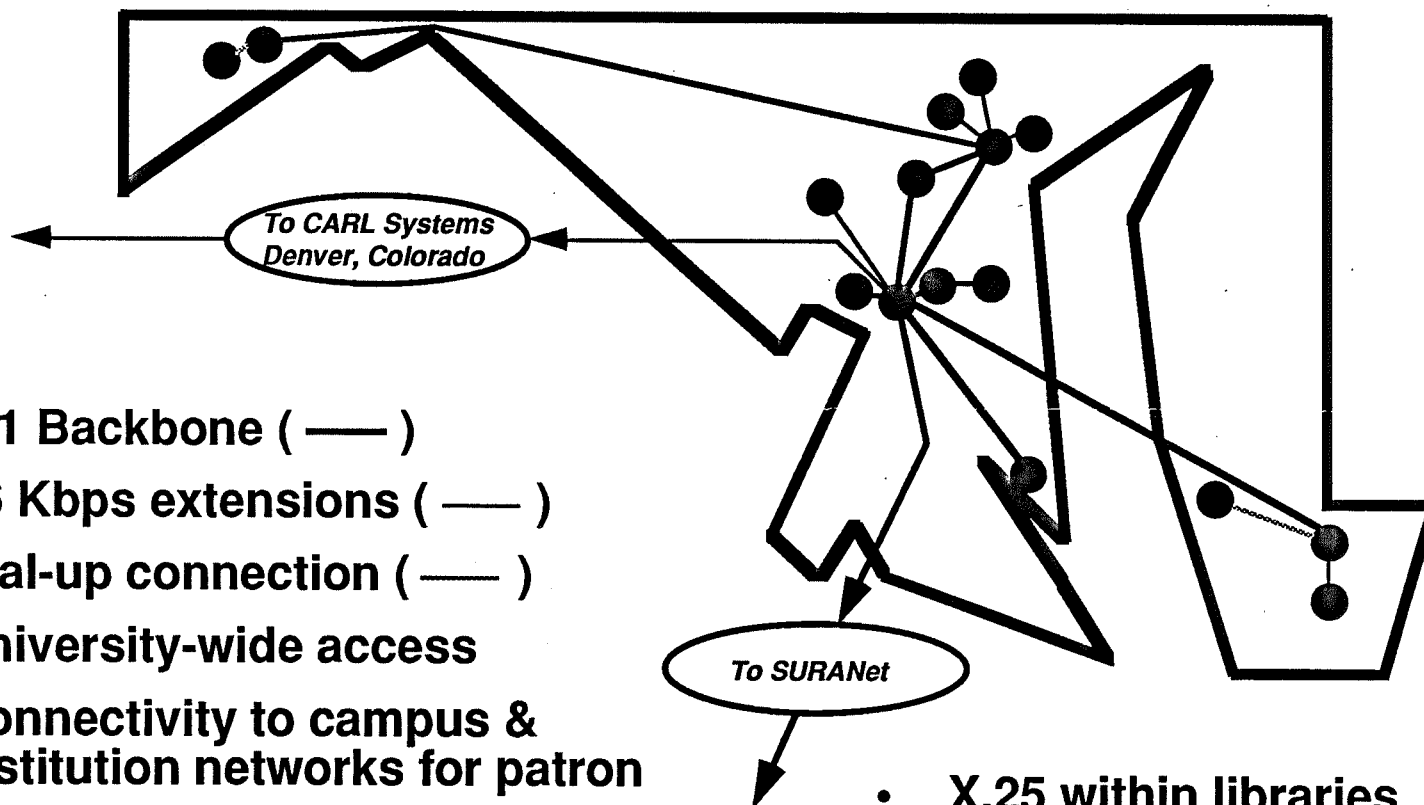 To CARL Systems
Denver, Colorado
1 Backbone ( — )
Kbps extensions ( — )
al-up connection ( — )
niversity-wide access
onnectivity to campus &
stitution networks for patron
To SURANet
• X.25 within libraries